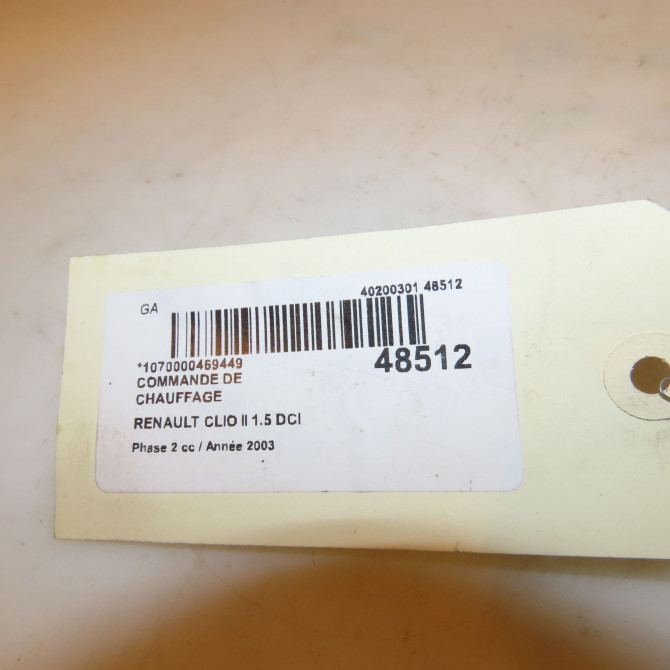 GA
40200301 48512
*1070000469449
48512
COMMANDE DE
CHAUFFAGE
RENAULT CLIO II 1.5 DCI
Phase 2 cc / Année 2003